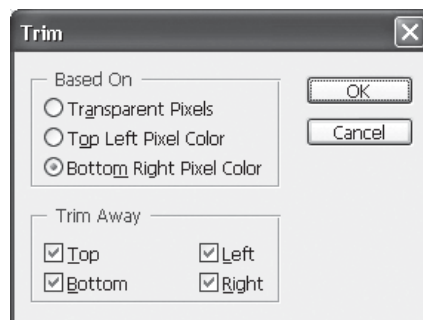 Trim
Based On
Transparent Pixels
Top Left Pixel Color
Bottom Right Pixel Color
OK
Cancel
Trim Away
Top
Left
Bottom
Right